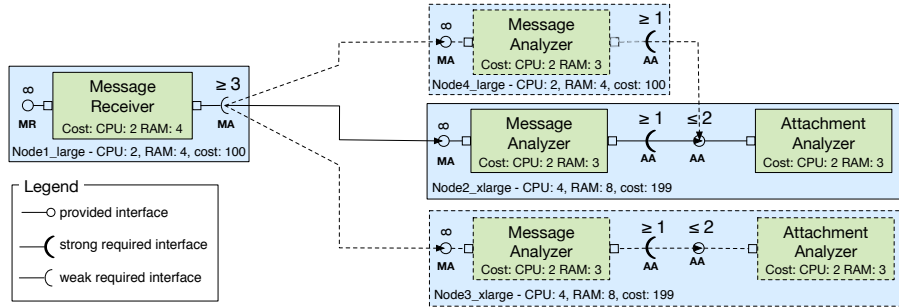 ≥ 1
8
Message
Analyzer
Cost: CPU: 2 RAM: 3
MA
AA
Node4_large - CPU: 2, RAM: 4, cost: 100
8
Message
Receiver
≥ 3
MR
Cost: CPU: 2 RAM: 4
MA
Node1_large - CPU: 2, RAM: 4, cost: 100
8
Message
Analyzer
≥ 1
≤ 2
Attachment
Analyzer
MA
Cost: CPU: 2 RAM: 3
AA
AA
Cost: CPU: 2 RAM: 3
Node2_xlarge - CPU: 4, RAM: 8, cost: 199
Legend
provided interface
strong required interface
weak required interface
8
Message
Analyzer
≥ 1
≤ 2
Attachment
Analyzer
MA
Cost: CPU: 2 RAM: 3
AA
AA
Cost: CPU: 2 RAM: 3
Node3_xlarge - CPU: 4, RAM: 8, cost: 199